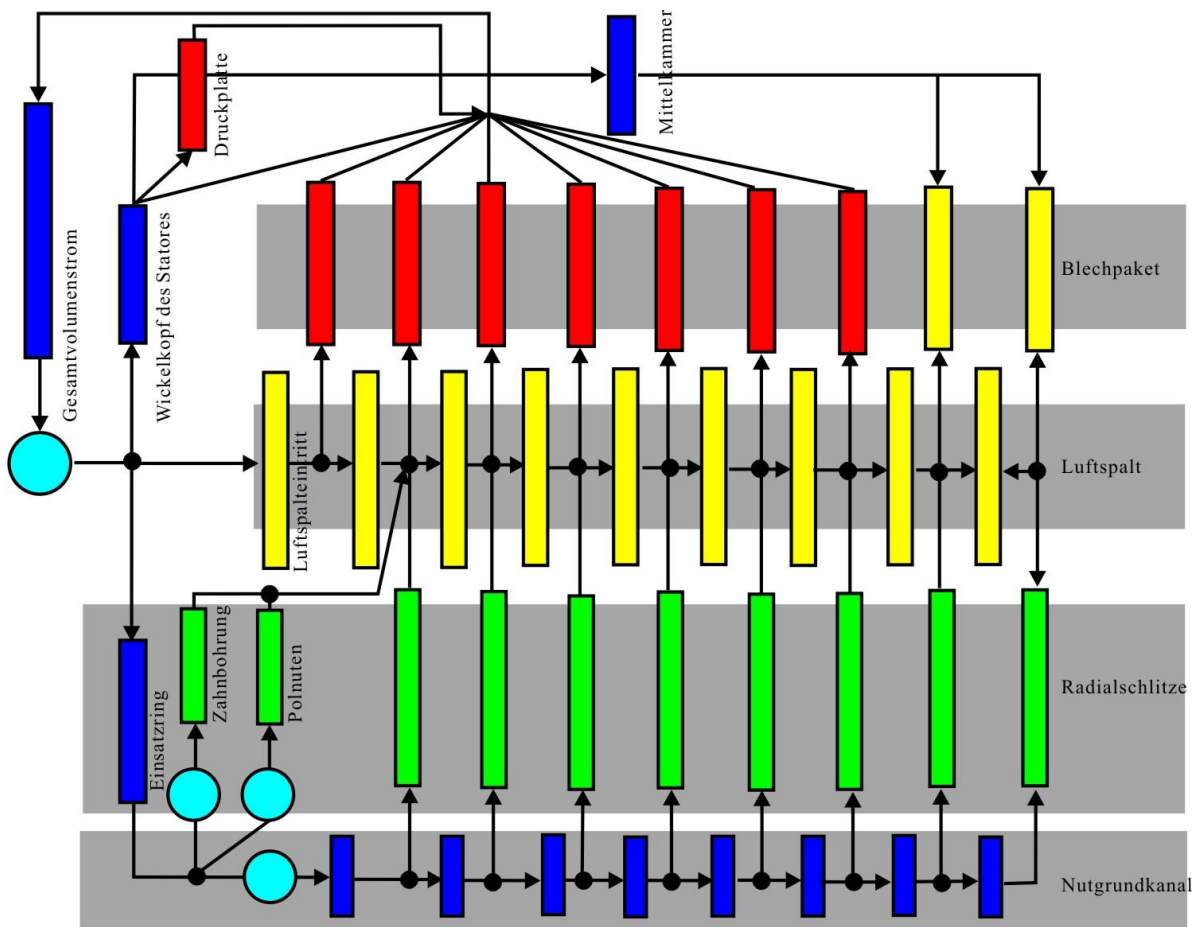 Druckplatte
Mittelkammer
Gesamtvolumenstrom
Wickelkopf des Statores
Blechpaket
Luftspalteintritt
Luftspalt
Einsatzring
Zahnbohrung
Polnuten
Radialschlitze
Nutgrundkanal